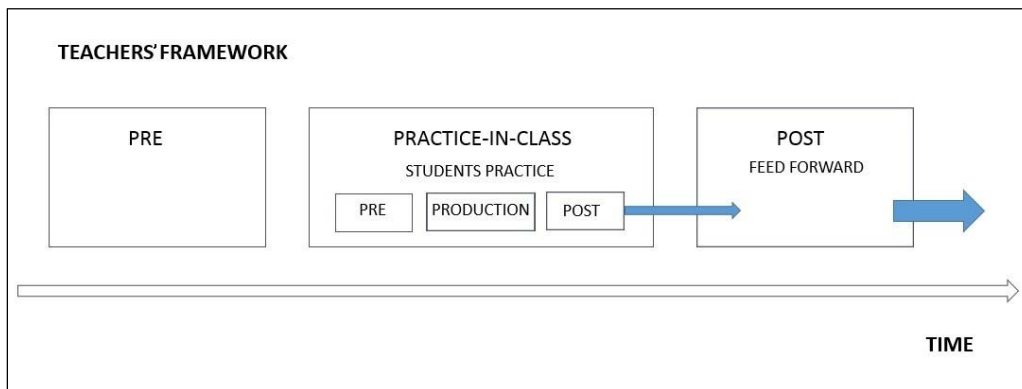 TEACHERS' FRAMEWORK
PRE
PRACTICE-IN-CLASS
STUDENTS PRACTICE
PRE
PRODUCTION
POST
POST
FEED FORWARD
TIME